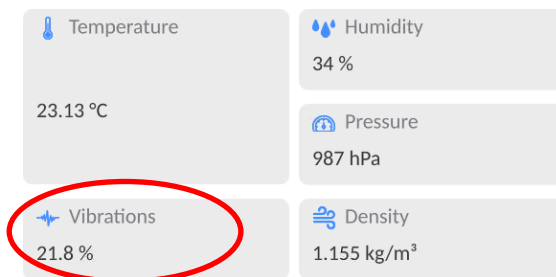 Temperature
23.13 °C
Humidity
34 %
Pressure
987 hPa
Vibrations
21.8 %
Density
1.155 kg/m³